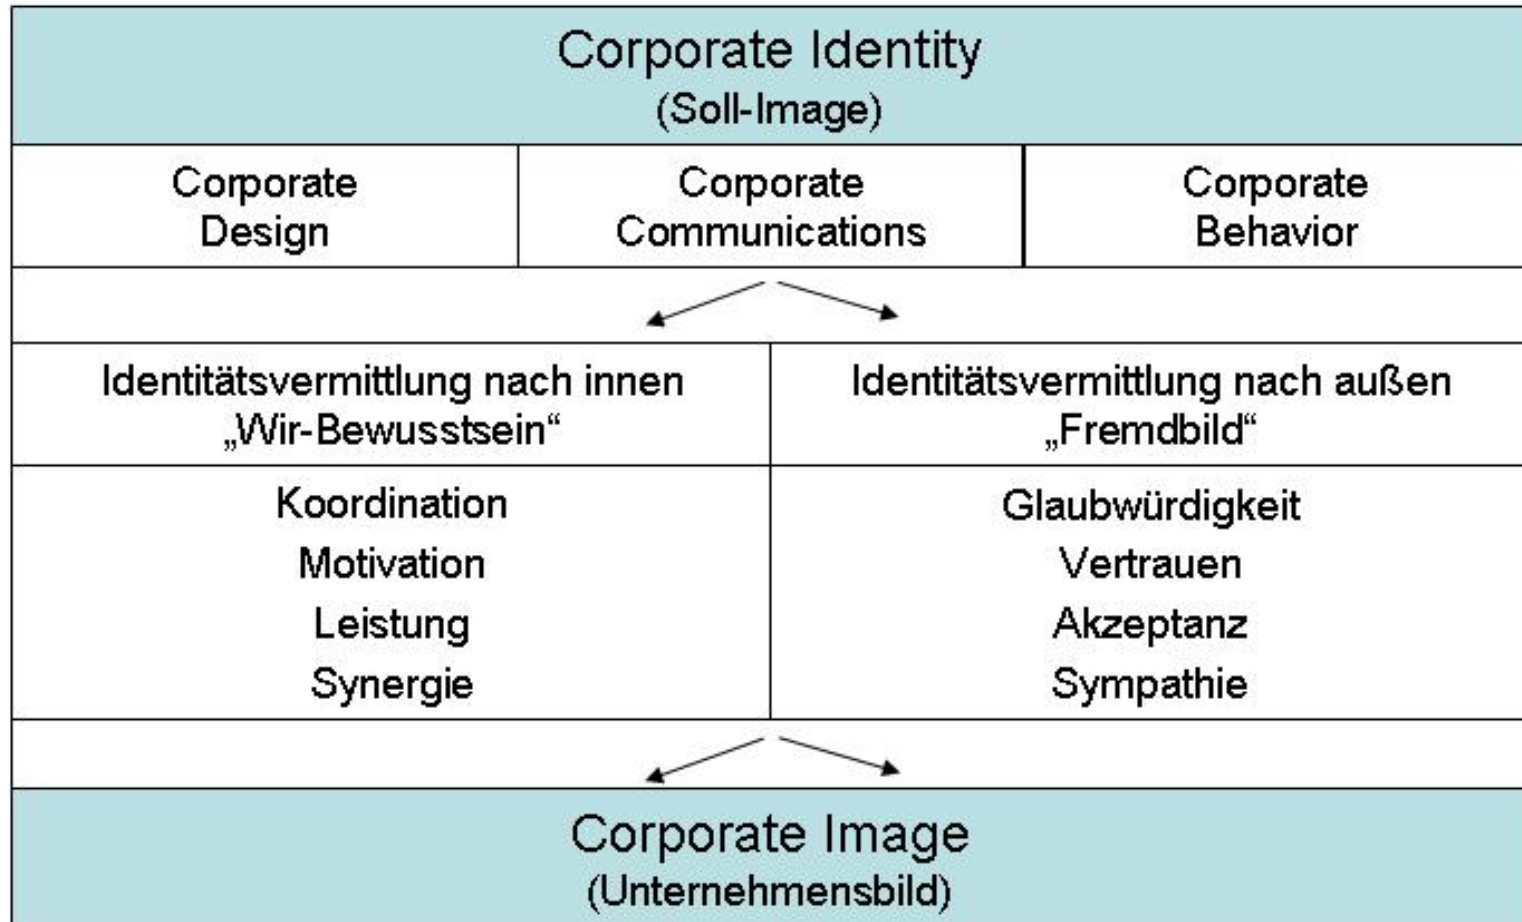 Corporate Identity
(Soll-Image)
Corporate
Design
Corporate
Communications
Corporate
Behavior
Identitätsvermittlung nach innen
„Wir-Bewusstsein“
Identitätsvermittlung nach außen
„Fremdbild“
Koordination
Motivation
Leistung
Synergie
Glaubwürdigkeit
Vertrauen
Akzeptanz
Sympathie
Corporate Image
(Unternehmensbild)